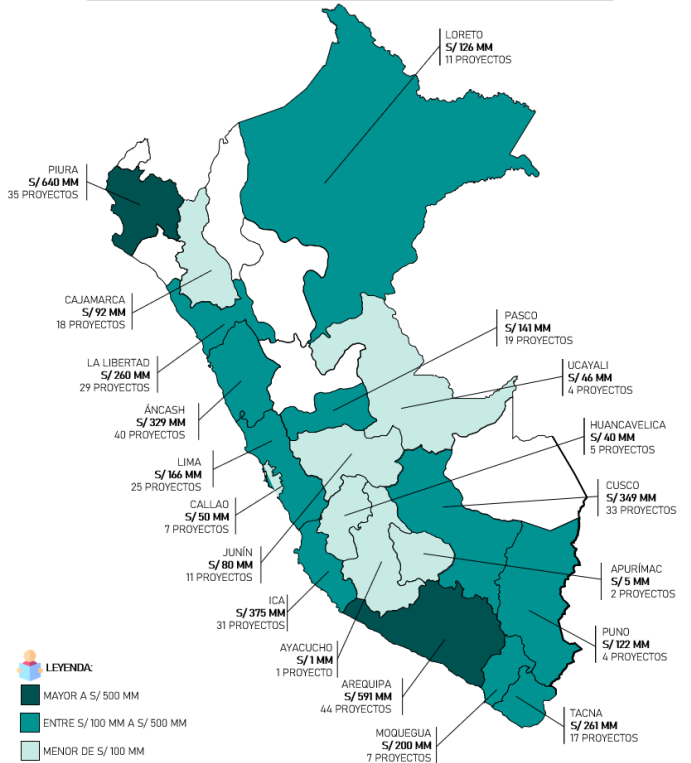 LORETO
S/ 126 MM
11 PROYECTOS
PIURA
S/ 640 MM
35 PROYECTOS
CAJAMARCA
S/ 92 MM
18 PROYECTOS
LA LIBERTAD
S/ 260 MM
29 PROYECTOS
ÁNCASH
S/ 329 MM
40 PROYECTOS
LIMA
S/ 166 MM
25 PROYECTOS
CALLAO
S/ 50 MM
7 PROYECTOS
JUNÍN
S/ 80 MM
11 PROYECTOS
ICA
S/ 375 MM
31 PROYECTOS
AYACUCHO
S/ 1 MM
1 PROYECTO
AREQUIPA
S/ 591 MM
44 PROYECTOS
MOQUEGUA
S/ 200 MM
7 PROYECTOS
PASCO
S/ 141 MM
19 PROYECTOS
UCAYALI
S/ 46 MM
4 PROYECTOS
HUANCAVELICA
S/ 40 MM
5 PROYECTOS
CUSCO
S/ 349 MM
33 PROYECTOS
APURÍMAC
S/ 5 MM
2 PROYECTOS
PUNO
S/ 122 MM
4 PROYECTOS
TACNA
S/ 261 MM
17 PROYECTOS
LEYENDA:
MAYOR A S/ 500 MM
ENTRE S/ 100 MM A S/ 500 MM
MENOR DE S/ 100 MM